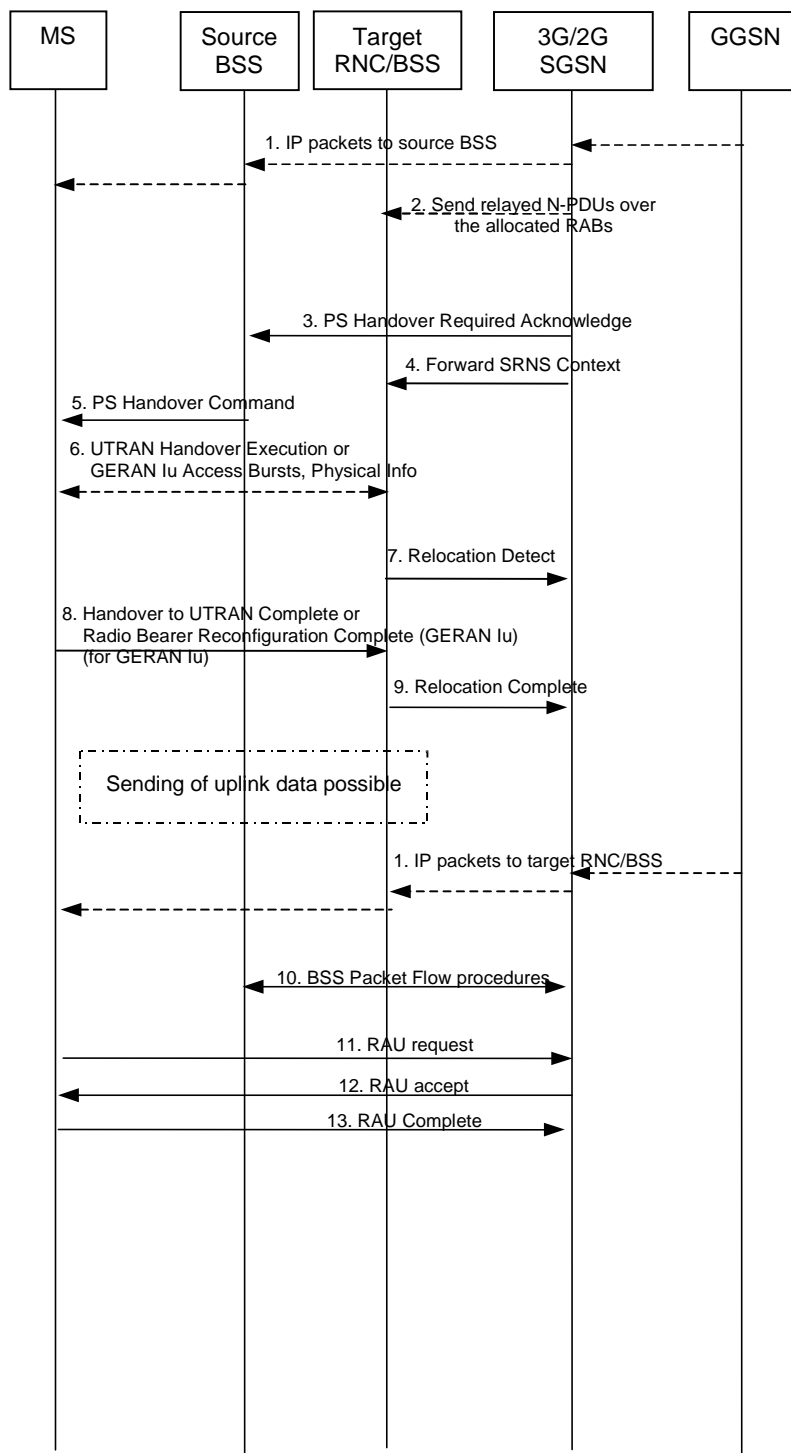 MS
Source
BSS
Target
RNC/BSS
3G/2G
SGSN
GGSN
1. IP packets to source BSS
2. Send relayed N-PDUs over
the allocated RABs
3. PS Handover Required Acknowledge
4. Forward SRNS Context
5. PS Handover Command
6. UTRAN Handover Execution or
GERAN Iu Access Bursts, Physical Info
7. Relocation Detect
8. Handover to UTRAN Complete or
Radio Bearer Reconfiguration Complete (GERAN Iu)
(for GERAN Iu)
9. Relocation Complete
Sending of uplink data possible
1. IP packets to target RNC/BSS
10. BSS Packet Flow procedures
11. RAU request
12. RAU accept
13. RAU Complete